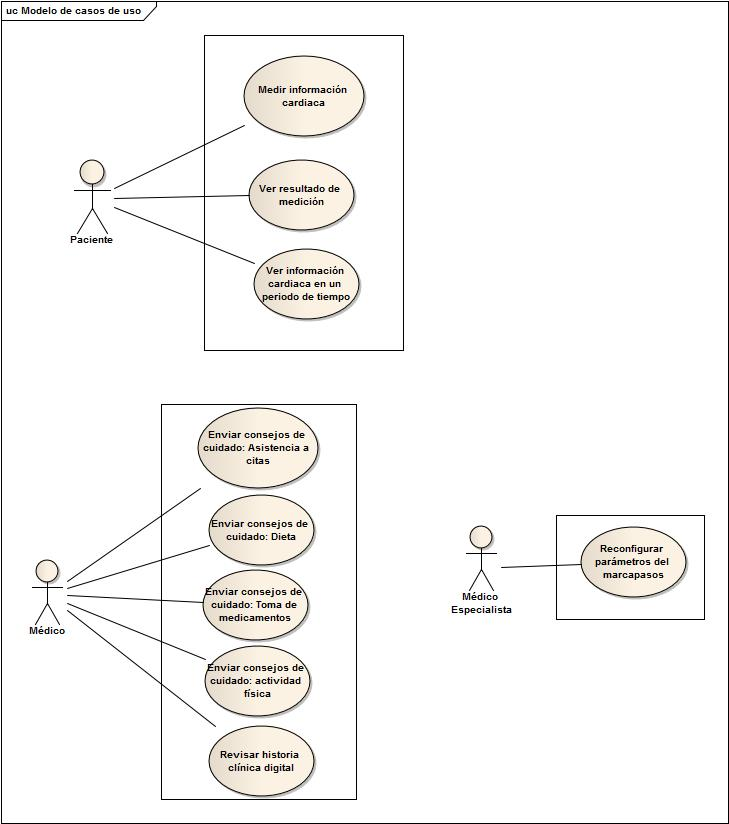 uc Modelo de casos de uso
Medir información
cardiaca
Ver resultado de
medición
Paciente
Ver información
cardiaca en un
periodo de tiempo
Enviar consejos de
cuidado: Asistencia a
citas
Enviar consejos de
cuidado: Dieta
Enviar consejos de
cuidado: Toma de
medicamentos
Médico
Enviar consejos de
cuidado: actividad
física
Revisar historia
clínica digital
Reconfigurar
parámetros del
marcapasos
Médico
Especialista